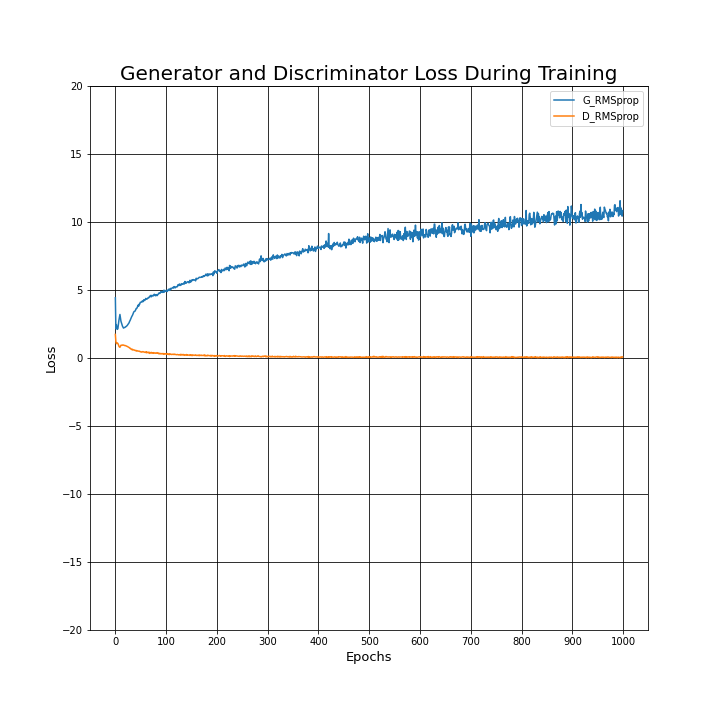 Generator and Discriminator Loss During Training
G_RMSprop
D_RMSprop
20
15
10
5
0
−5
−10
−15
−20
Loss
0 100 200 300 400 500 600 700 800 900 1000
Epochs